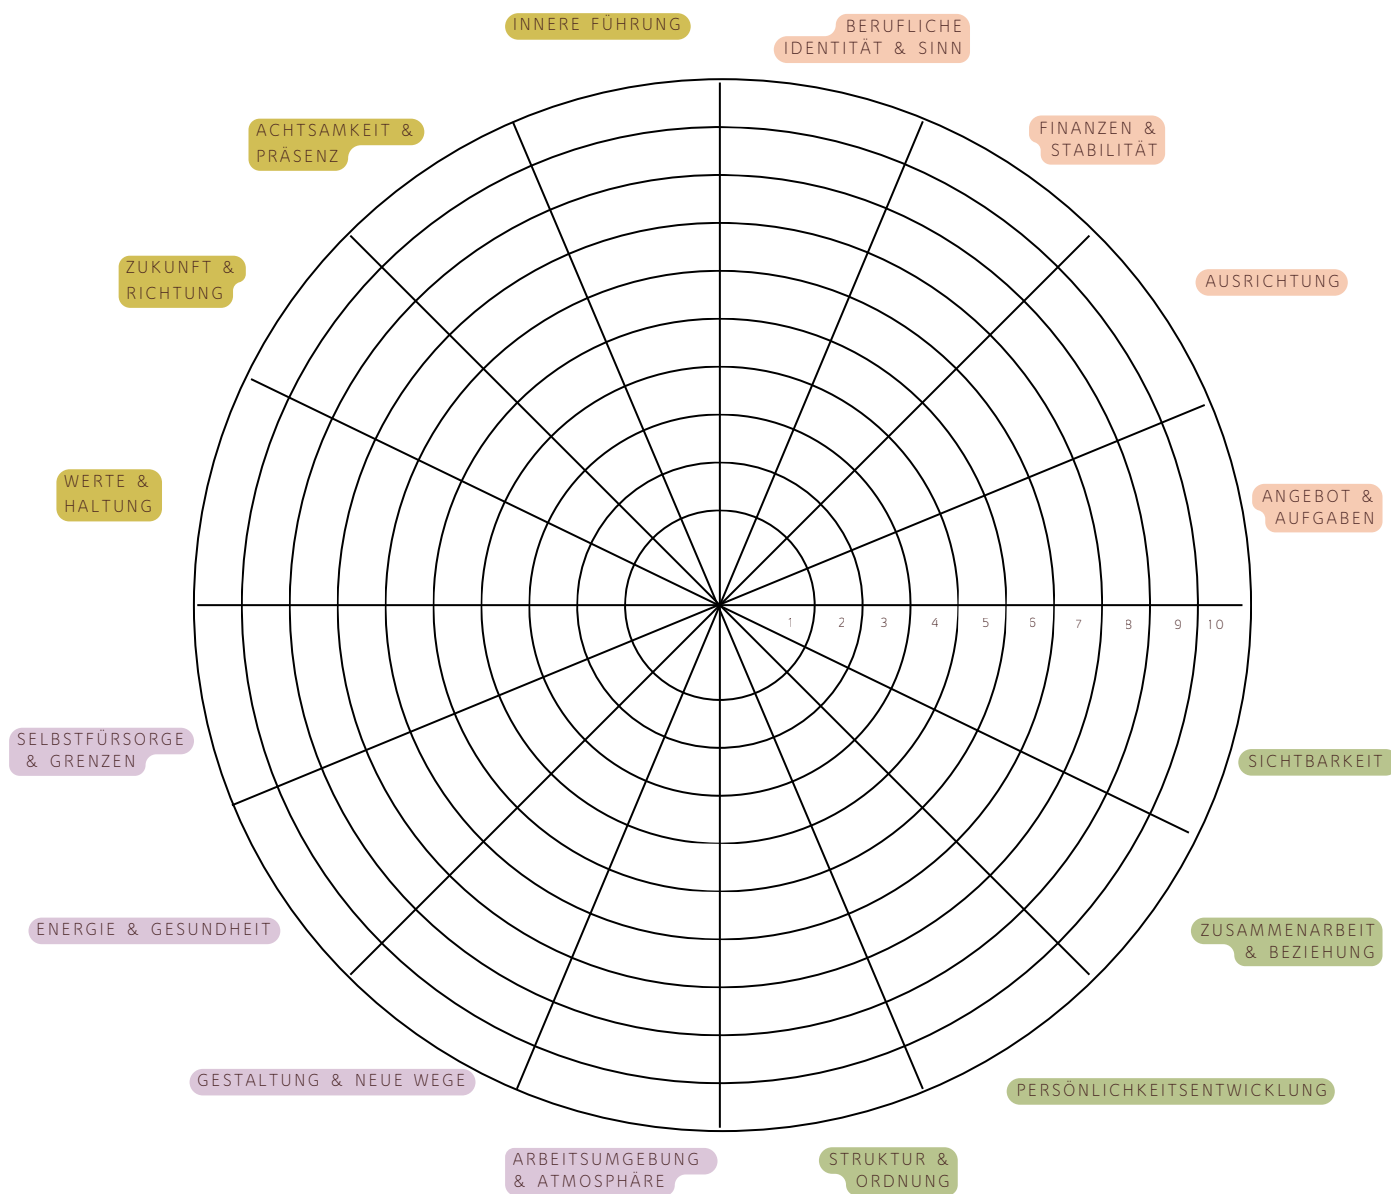 INNERE FÜHRUNG
BERUFLICHE
IDENTITÄT & SINN
FINANZEN &
STABILITÄT
AUSRICHTUNG
ANGEBOT &
AUFGABEN
1 2 3 4 5 6 7 8 9 10
SICHTBARKEIT
ZUSAMMENARBEIT
& BEZIEHUNG
PERSÖNLICHKEITSENTWICKLUNG
STRUKTUR &
ORDNUNG
ARBEITSUMGEBUNG
& ATMOSPHÄRE
GESTALTUNG & NEUE WEGE
ENERGIE & GESUNDHEIT
SELBSTFÜRSORGE
& GRENZEN
WERTE &
HALTUNG
ZUKUNFT &
RICHTUNG
ACHTSAMKEIT &
PRÄSENZ